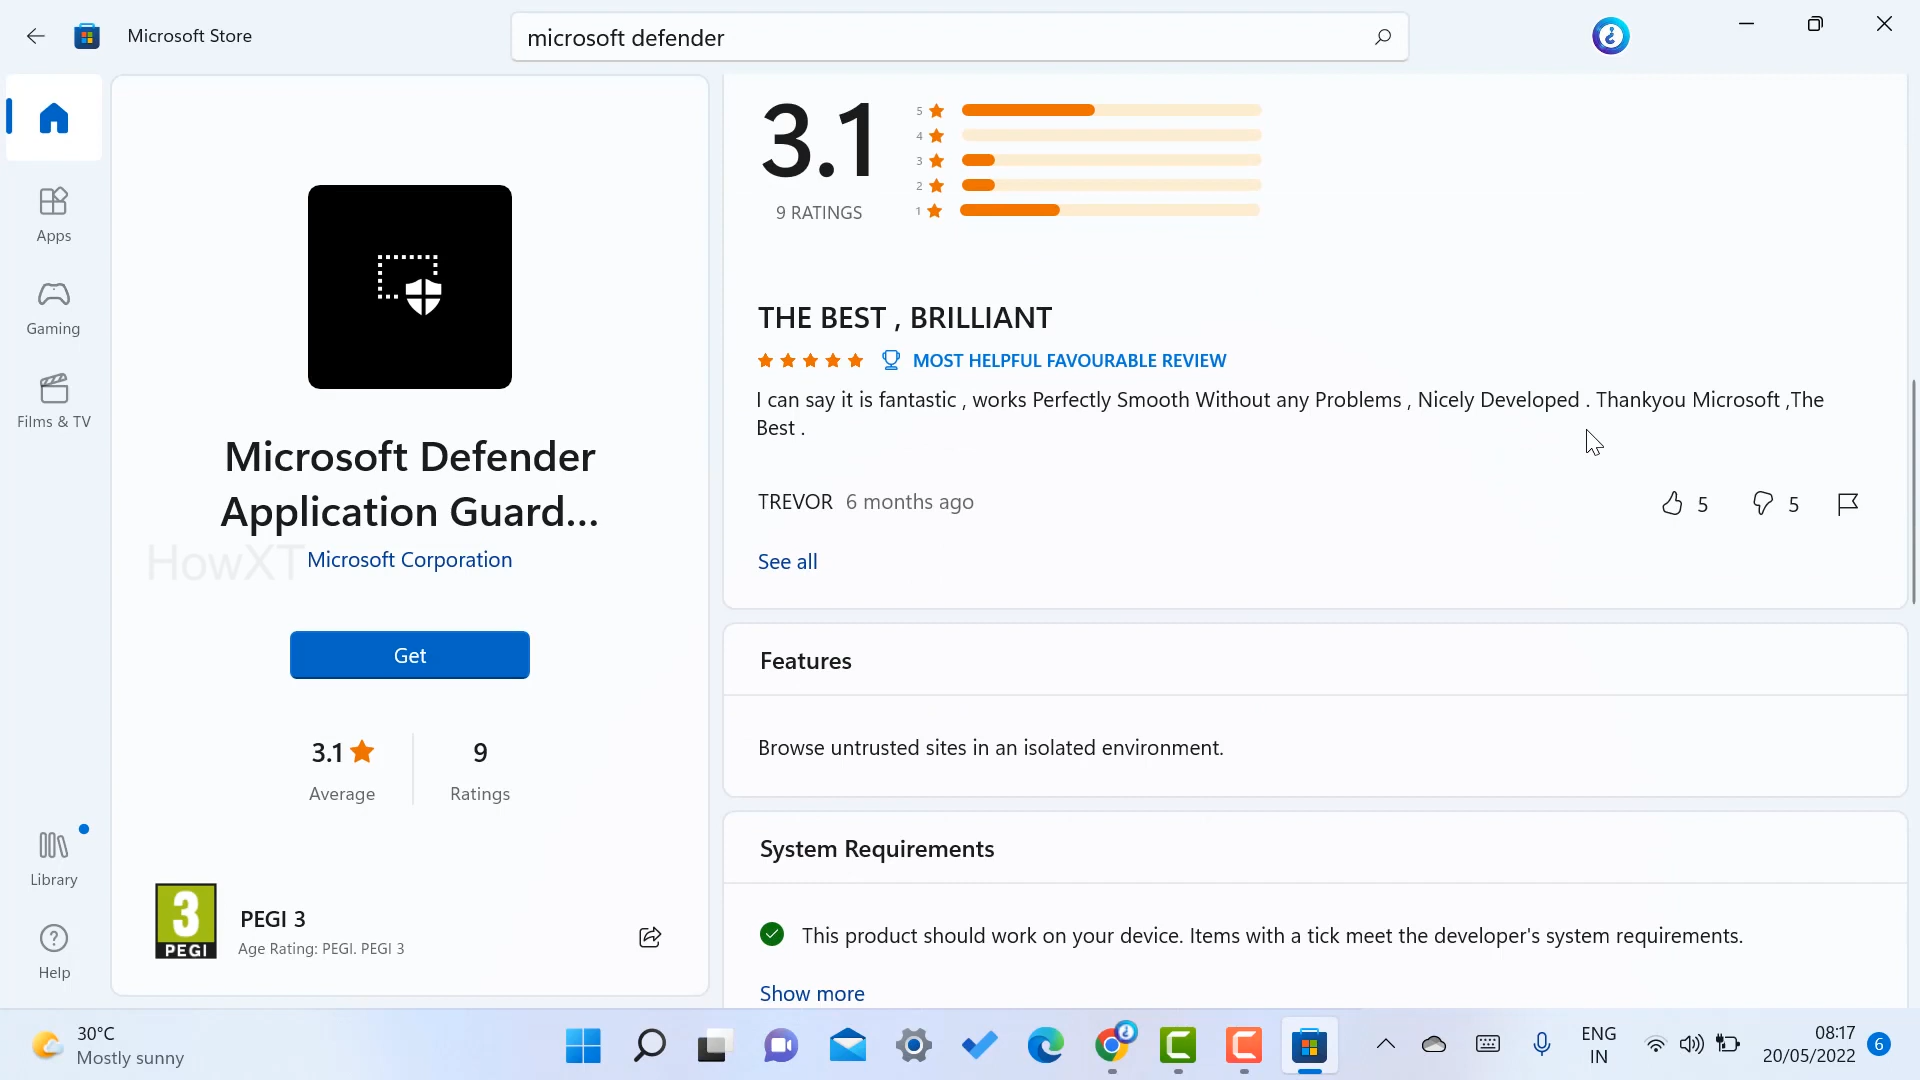 Microsoft Store
microsoft defender
Apps
Gaming
Films & TV
Library
Help
Microsoft Defender
Application Guard...
HowXT
Microsoft Corporation
Get
3.1
Average
9
Ratings
3
PEGI
PEGI 3
Age Rating: PEGI. PEGI 3
3.1
9 RATINGS
5
4
3
2
1
THE BEST , BRILLIANT
MOST HELPFUL FAVOURABLE REVIEW
I can say it is fantastic , works Perfectly Smooth Without any Problems , Nicely Developed . Thankyou Microsoft ,The
Best .
TREVOR 6 months ago
5 5
See all
Features
Browse untrusted sites in an isolated environment.
System Requirements
This product should work on your device. Items with a tick meet the developer's system requirements.
Show more
30°C
Mostly sunny
ENG
IN
08:17
20/05/2022
6